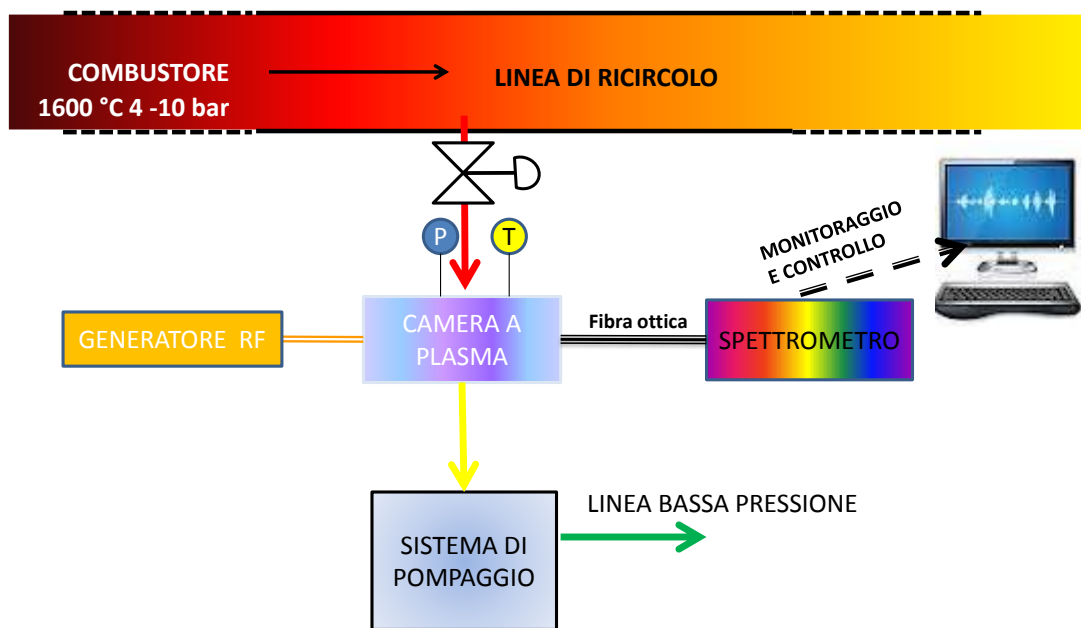 COMBUSTORE
1600 °C 4 -10 bar
LINEA DI RICIRCOLO
P
T
MONITORAGGIO
E CONTROLLO
GENERATORE RF
CAMERA A
PLASMA
Fibra ottica
SPETTROMETRO
LINEA BASSA PRESSIONE
SISTEMA DI
POMPAGGIO